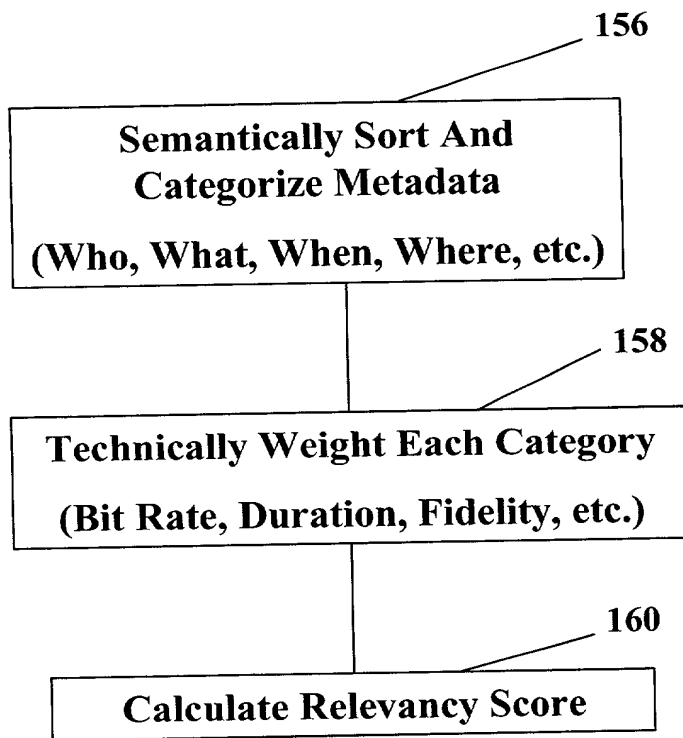 156
Semantically Sort And
Categorize Metadata
(Who, What, When, Where, etc.)
158
Technically Weight Each Category
(Bit Rate, Duration, Fidelity, etc.)
160
Calculate Relevancy Score